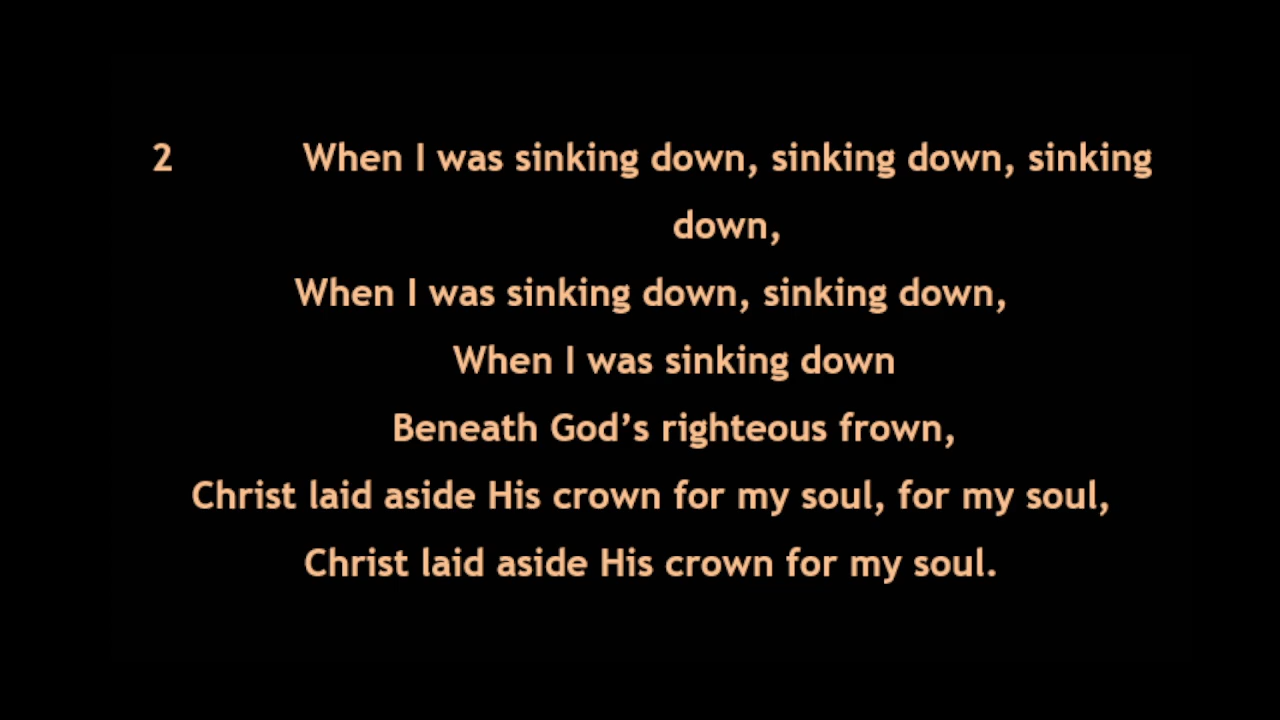 2 When I was sinking down, sinking down, sinking
down,
When I was sinking down, sinking down,
When I was sinking down
Beneath God’s righteous frown,
Christ laid aside His crown for my soul, for my soul,
Christ laid aside His crown for my soul.